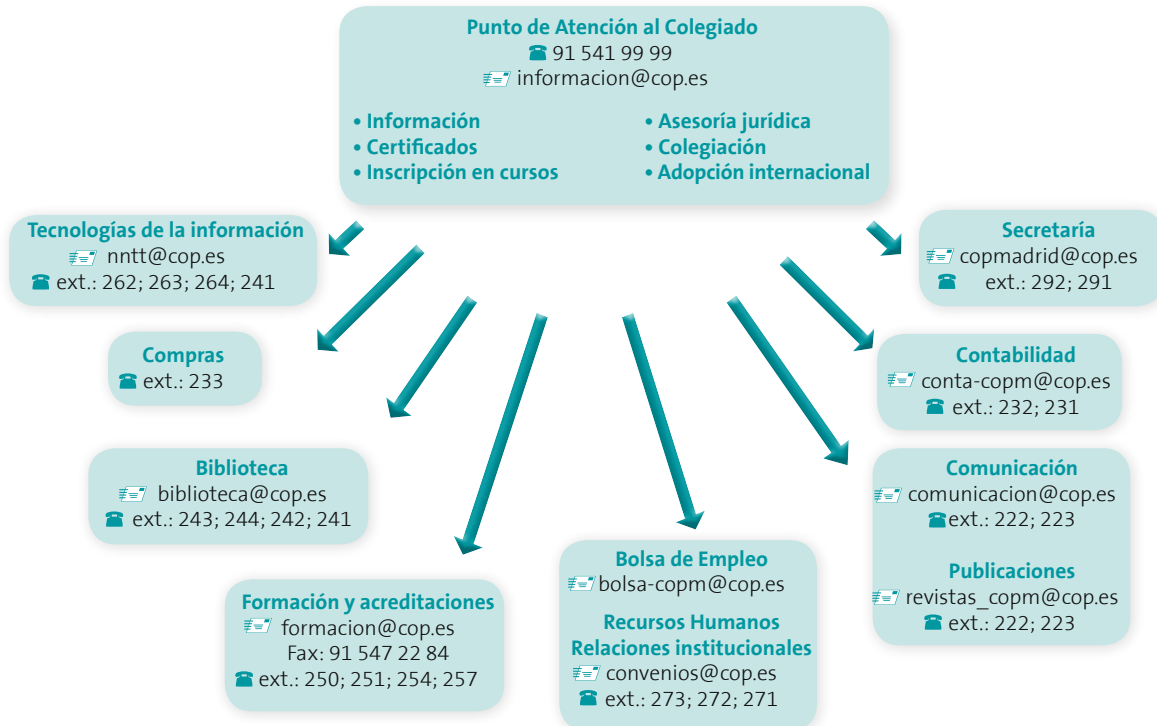 Punto de Atención al Colegiado
91 541 99 99
informacion@cop.es
• Información
• Certificados
• Inscripción en cursos
• Asesoría jurídica
• Colegiación
• Adopción internacional
Tecnologías de la información
nntt@cop.es
ext.: 262; 263; 264; 241
Compras
ext.: 233
Biblioteca
biblioteca@cop.es
ext.: 243; 244; 242; 241
Formación y acreditaciones
formacion@cop.es
Fax: 91 547 22 84
ext.: 250; 251; 254; 257
Bolsa de Empleo
bolsa-copm@cop.es
Recursos Humanos
Relaciones institucionales
convenios@cop.es
ext.: 273; 272; 271
Secretaría
copmadrid@cop.es
ext.: 292; 291
Contabilidad
conta-copm@cop.es
ext.: 232; 231
Comunicación
comunicacion@cop.es
ext.: 222; 223
Publicaciones
revistas_copm@cop.es
ext.: 222; 223